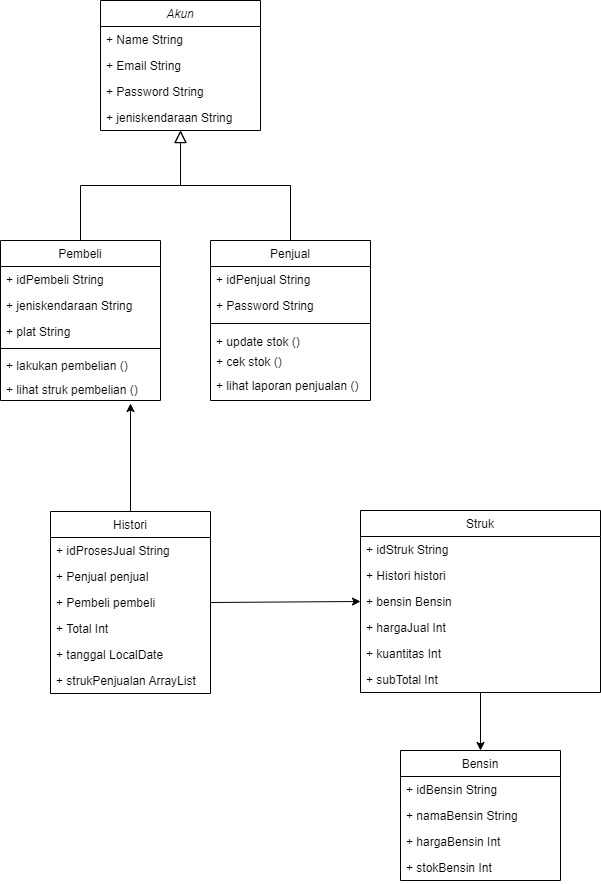 Akun
+ Name String
+ Email String
+ Password String
+ jeniskendaraan String
Pembeli
+ idPembeli String
+ jeniskendaraan String
+ plat String
+ lakukan pembelian ()
+ lihat struk pembelian ()
Penjual
+ idPenjual String
+ Password String
+ update stok ()
+ cek stok ()
+ lihat laporan penjualan ()
Histori
+ idProsesJual String
+ Penjual penjual
+ Pembeli pembeli
+ Total Int
+ tanggal LocalDate
+ strukPenjualan ArrayList
Struk
+ idStruk String
+ Histori histori
+ bensin Bensin
+ hargaJual Int
+ kuantitas Int
+ subTotal Int
Bensin
+ idBensin String
+ namaBensin String
+ hargaBensin Int
+ stokBensin Int